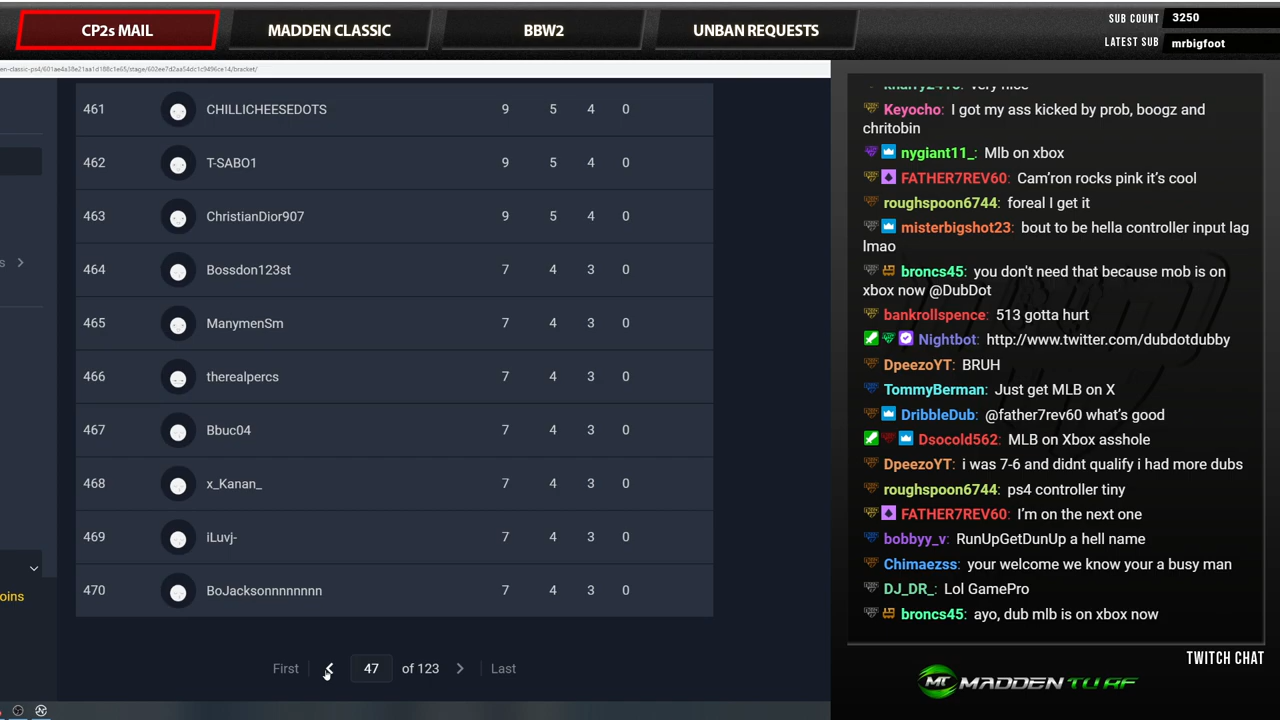 CP2s MAIL
MADDEN CLASSIC
BBW2
UNBAN REQUESTS
SUB COUNT 3250
LATEST SUB mrbigfoot
461 CHILLICHEESEDOTS 9 5 4 0
462 T-SABO1 9 5 4 0
463 ChristianDior907 9 5 4 0
464 Bossdon123st 7 4 3 0
465 ManymenSm 7 4 3 0
466 therealpercs 7 4 3 0
467 Bbuc04 7 4 3 0
468 x_Kanan_ 7 4 3 0
469 iLuvj- 7 4 3 0
470 BoJacksonnnnnnn 7 4 3 0
First 47 of 123 Last
s
oins
Keyocho: I got my ass kicked by prob, boogz and
chritobin
nygiant11_: Mlb on xbox
FATHER7REV60: Cam'ron rocks pink it's cool
roughspoon6744: foreal I get it
misterbigshot23: bout to be hella controller input lag
lmao
broncs45: you don't need that because mob is on
xbox now @DubDot
bankrollspence: 513 gotta hurt
Nightbot: http://www.twitter.com/dubdotdubby
DpeezoYT: BRUH
TommyBerman: Just get MLB on X
DribbleDub: @father7rev60 what's good
Dsocold562: MLB on Xbox asshole
DpeezoYT: i was 7-6 and didnt qualify i had more dubs
roughspoon6744: ps4 controller tiny
FATHER7REV60: I'm on the next one
bobbyy_v: RunUpGetDunUp a hell name
Chimaezss: your welcome we know your a busy man
DJ_DR_: Lol GamePro
broncs45: ayo, dub mlb is on xbox now
TWITCH CHAT
MT MADDEN TURF